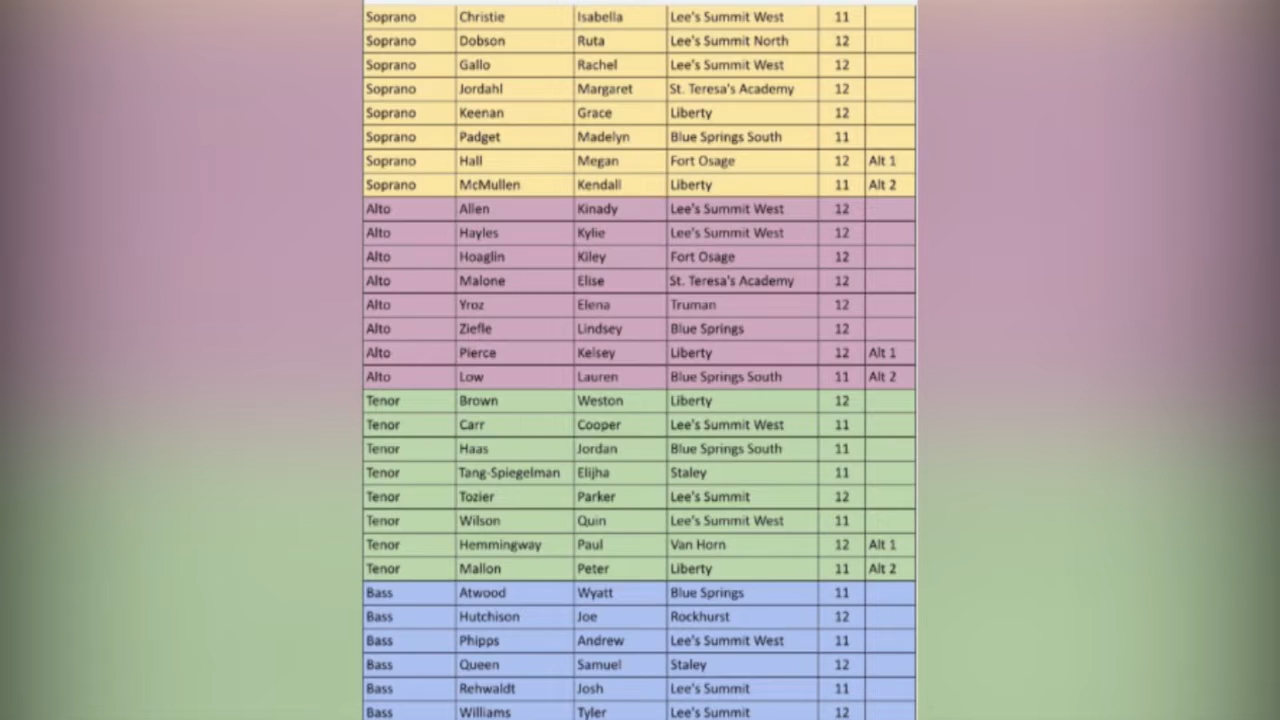 Soprano Christie Isabella Lee's Summit West 11
Soprano Dobson Ruta Lee's Summit North 12
Soprano Gallo Rachel Lee's Summit West 12
Soprano Jordahl Margaret St. Teresa's Academy 12
Soprano Keenan Grace Liberty 12
Soprano Padget Madelyn Blue Springs South 11
Soprano Hall Megan Fort Osage 12 Alt 1
Soprano McMullen Kendall Liberty 11 Alt 2
Alto Allen Kinady Lee's Summit West 12
Alto Hayles Kylie Lee's Summit West 12
Alto Hoaglin Kiley Fort Osage 12
Alto Malone Elise St. Teresa's Academy 12
Alto Yroz Elena Truman 12
Alto Ziefle Lindsey Blue Springs 12
Alto Pierce Kelsey Liberty 12 Alt 1
Alto Low Lauren Blue Springs South 11 Alt 2
Tenor Brown Weston Liberty 12
Tenor Carr Cooper Lee's Summit West 11
Tenor Haas Jordan Blue Springs South 11
Tenor Tang-Spiegelman Elijha Staley 11
Tenor Tozier Parker Lee's Summit 12
Tenor Wilson Quin Lee's Summit West 11
Tenor Hemmingway Paul Van Horn 12 Alt 1
Tenor Mallon Peter Liberty 11 Alt 2
Bass Atwood Wyatt Blue Springs 11
Bass Hutchison Joe Rockhurst 12
Bass Phipps Andrew Lee's Summit West 11
Bass Queen Samuel Staley 12
Bass Rehwaldt Josh Lee's Summit 11
Bass Williams Tyler Lee's Summit 12